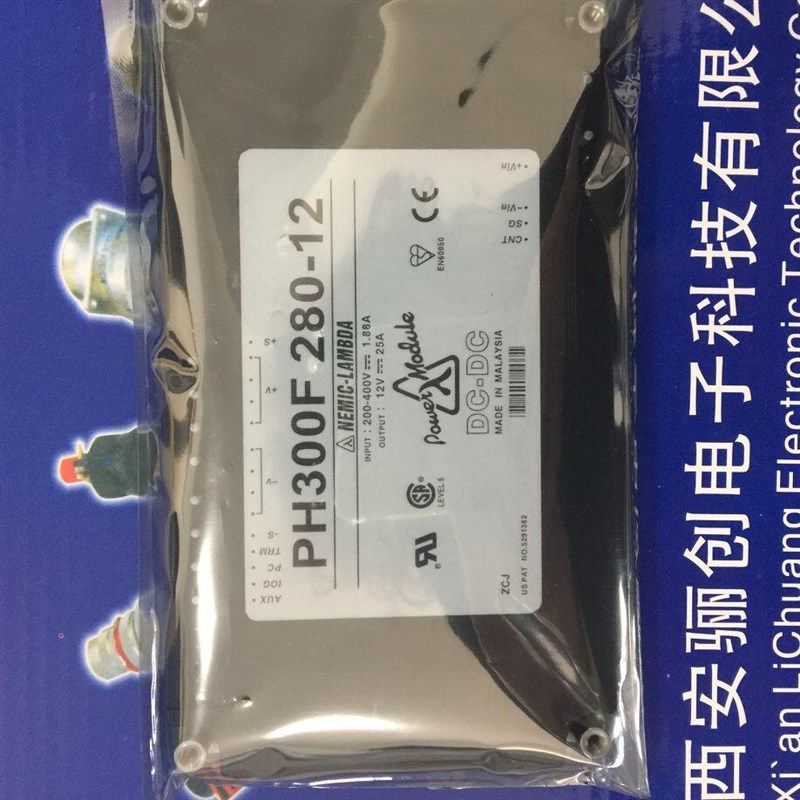 PH300F 280-12
NEMIC-LAMBDA
INPUT : 200-400V 1.88A
OUTPUT : 12V 25A
Power Module
λ
DC-DC
MADE IN MALAYSIA
LEVEL 5
EN60950
CE
ZCJ
US PAT NO.5291382
+Vin
-Vin
SG
CNT
+S
+V
-V
-S
TRM
PC
IOG
AUX
西安骊创电子科技有限公
Xi`an LiChuang Electronic Technology Co